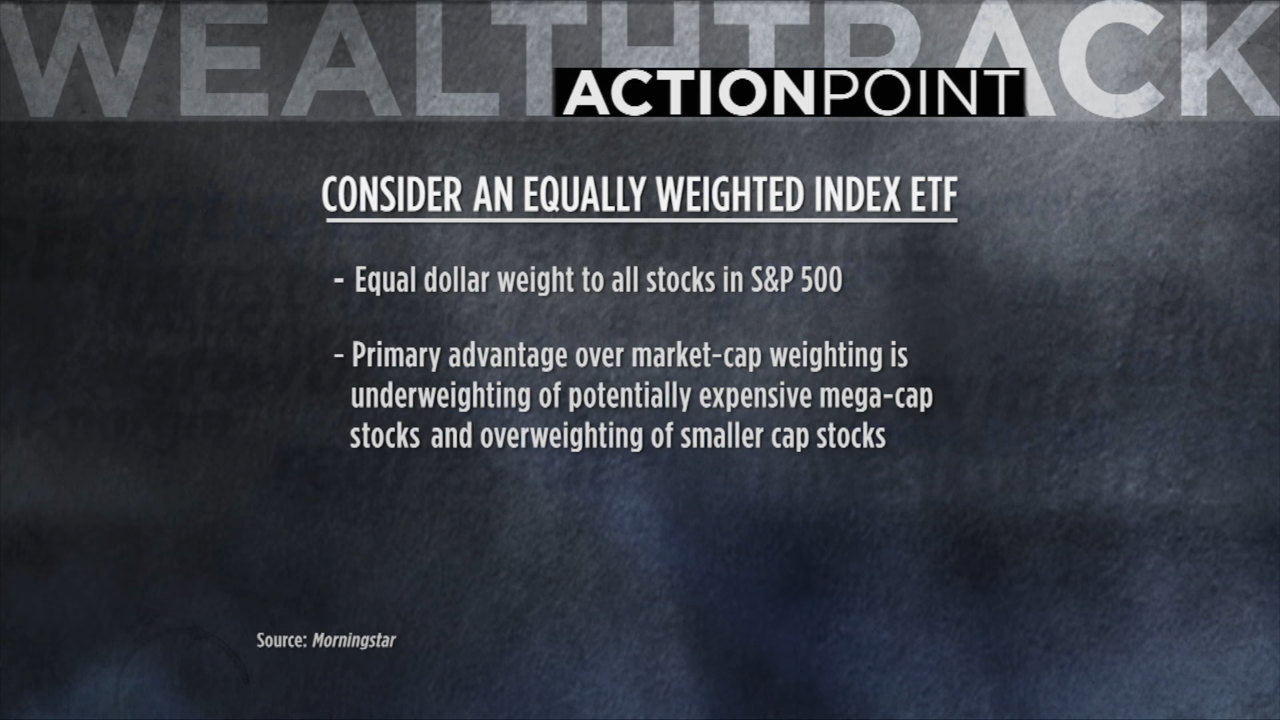 WEALTHTRACK
ACTIONPOINT
CONSIDER AN EQUALLY WEIGHTED INDEX ETF
- Equal dollar weight to all stocks in S&P 500
- Primary advantage over market-cap weighting is
underweighting of potentially expensive mega-cap
stocks and overweighting of smaller cap stocks
Source: Morningstar